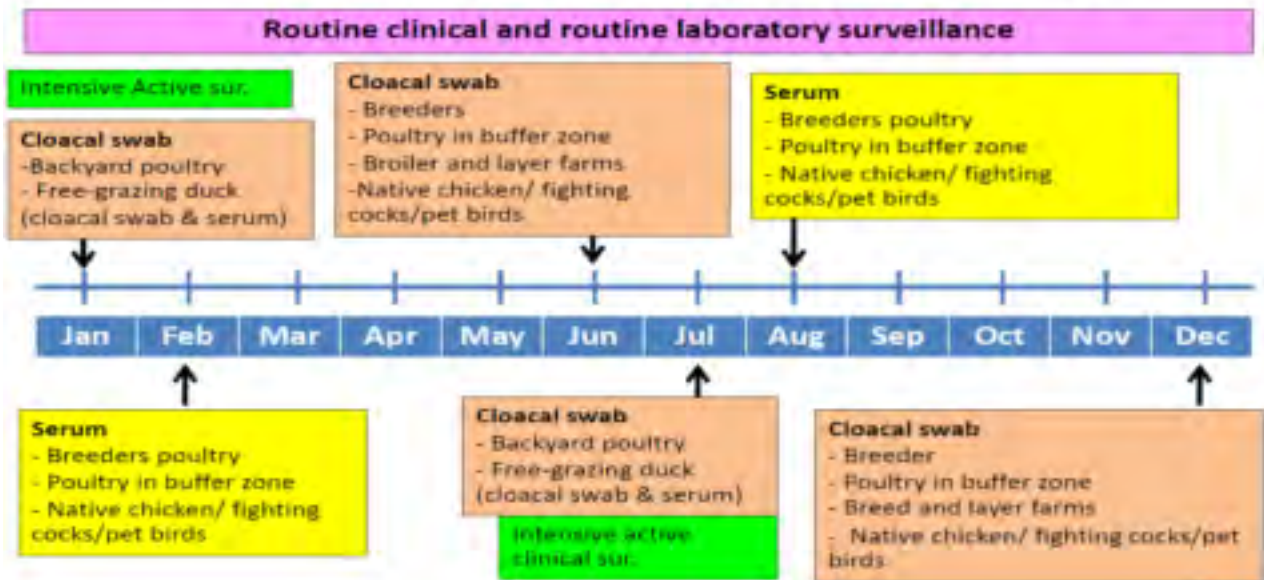 Routine clinical and routine laboratory surveillance
Intensive Active sur.
Cloacal swab
-Backyard poultry
- Free-grazing duck
(cloacal swab & serum)
Cloacal swab
- Breeders
- Poultry in buffer zone
- Broiler and layer farms
-Native chicken/ fighting
cocks/pet birds
Serum
- Breeders poultry
- Poultry in buffer zone
- Native chicken/ fighting
cocks/pet birds
Jan Feb Mar Apr May Jun Jul Aug Sep Oct Nov Dec
Serum
- Breeders poultry
- Poultry in buffer zone
- Native chicken/ fighting
cocks/pet birds
Cloacal swab
- Backyard poultry
- Free-grazing duck
(cloacal swab & serum)
Intensive active
clinical sur.
Cloacal swab
- Breeder
- Poultry in buffer zone
- Breed and layer farms
- Native chicken/ fighting cocks/pet
birds